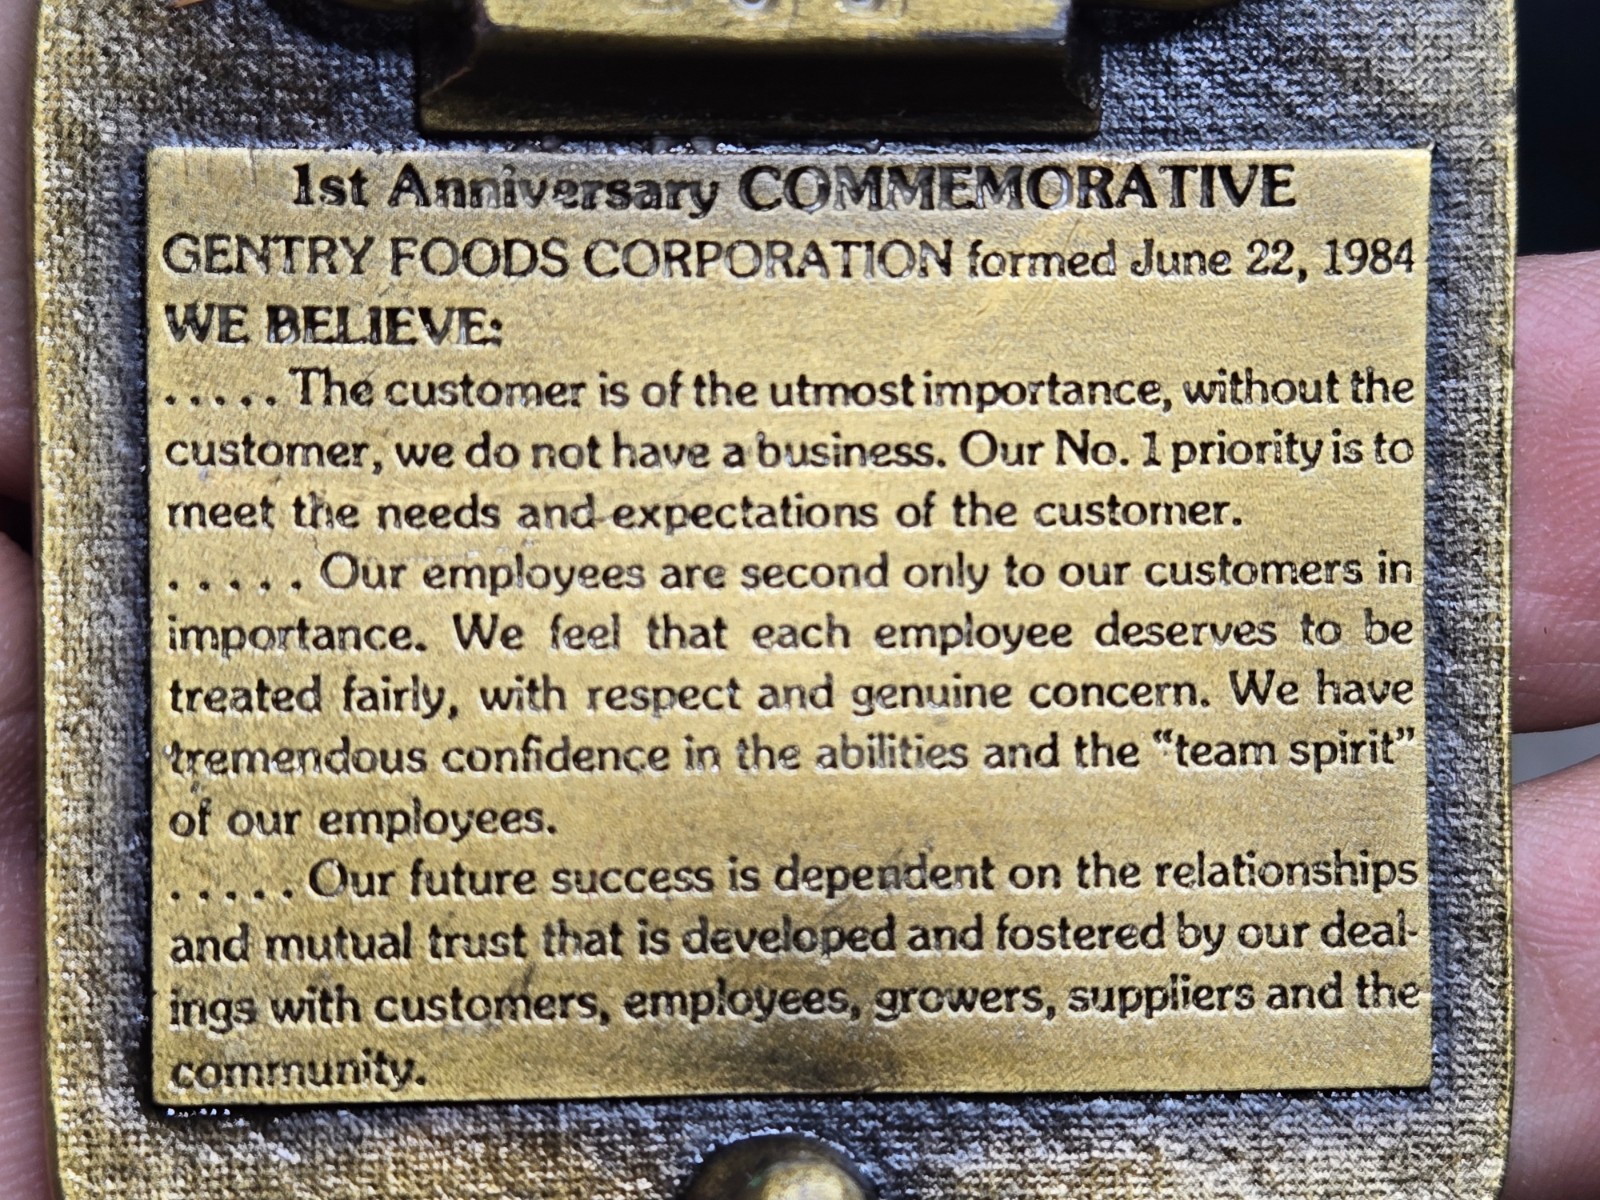 1st Anniversary COMMEMORATIVE
GENTRY FOODS CORPORATION formed June 22, 1984
WE BELIEVE:
. . . . . The customer is of the utmost importance, without the
customer, we do not have a business. Our No. 1 priority is to
meet the needs and expectations of the customer.
. . . . . Our employees are second only to our customers in
importance. We feel that each employee deserves to be
treated fairly, with respect and genuine concern. We have
tremendous confidence in the abilities and the “team spirit”
of our employees.
. . . . . Our future success is dependent on the relationships
and mutual trust that is developed and fostered by our deal-
ings with customers, employees, growers, suppliers and the
community.